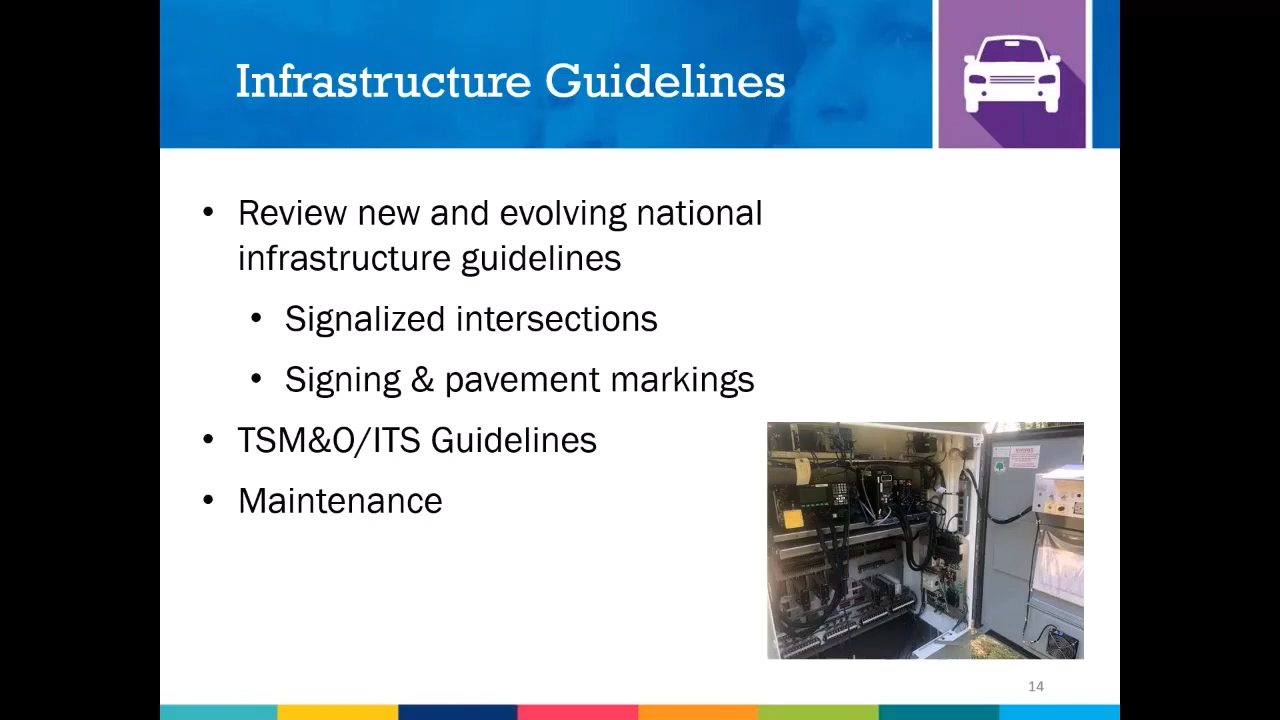 Infrastructure Guidelines
• Review new and evolving national
infrastructure guidelines
• Signalized intersections
• Signing & pavement markings
• TSM&O/ITS Guidelines
• Maintenance
14